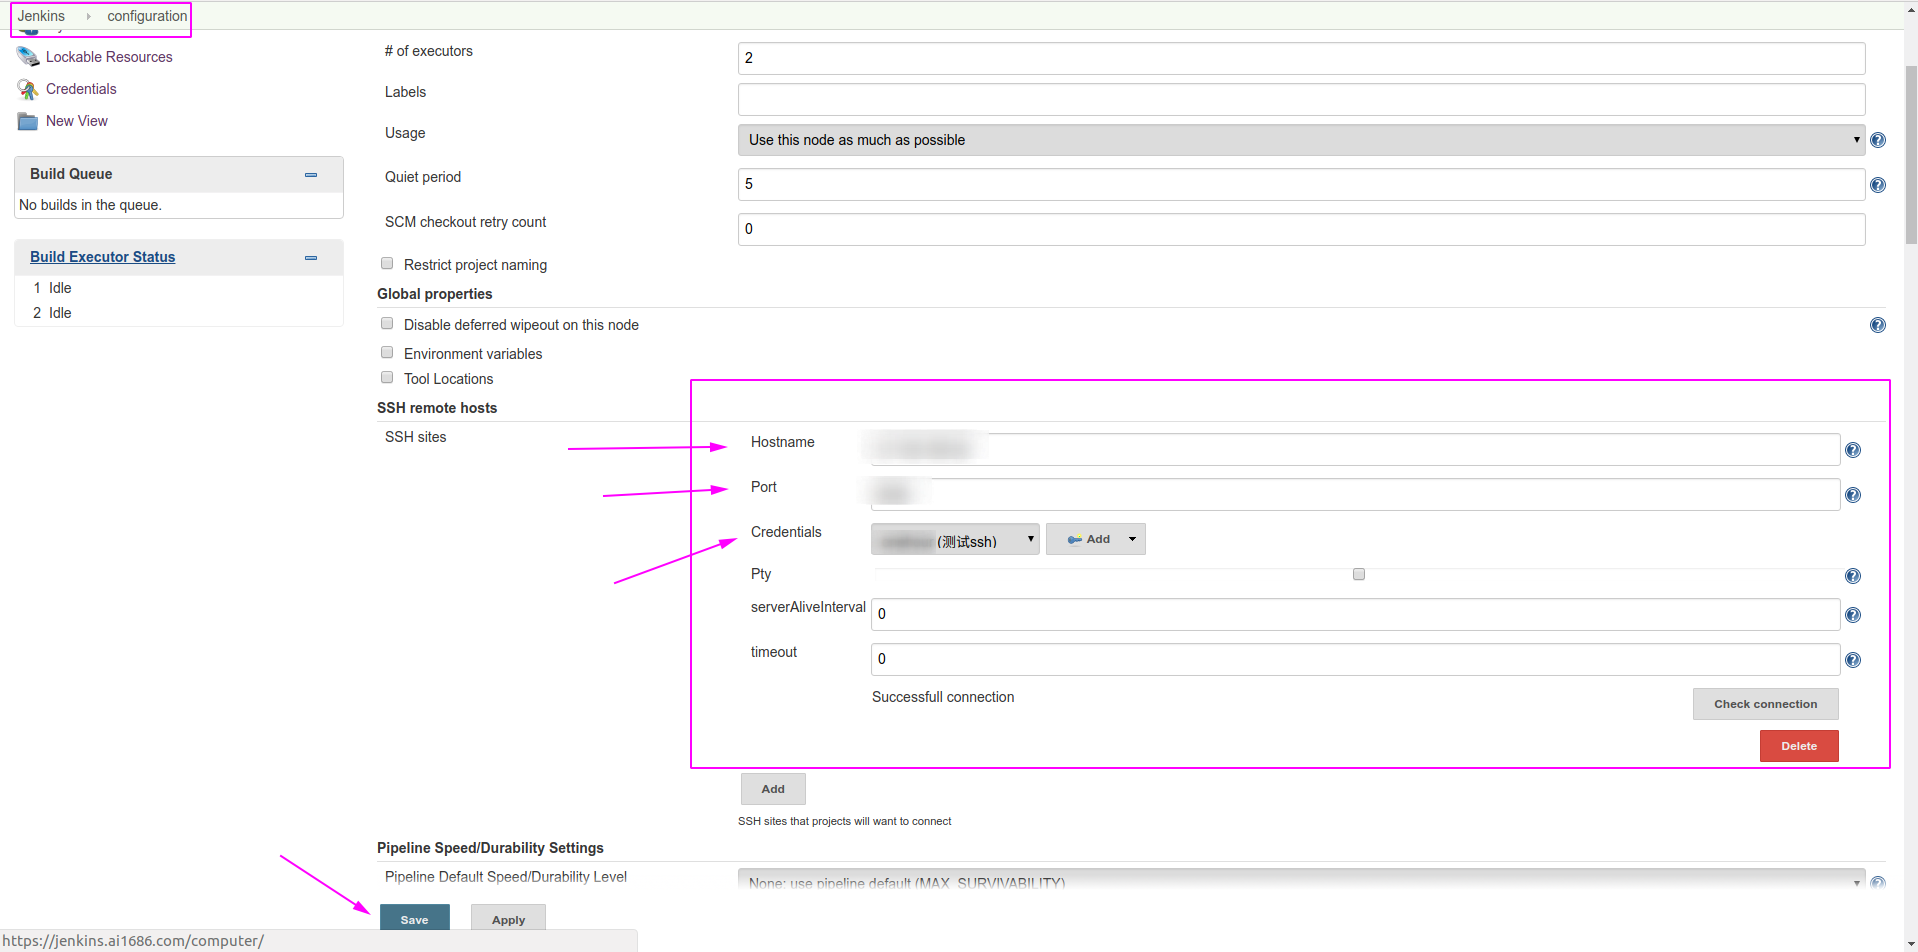 Jenkins configuration
Lockable Resources
Credentials
New View
Build Queue
No builds in the queue.
Build Executor Status
1 Idle
2 Idle
# of executors
2
Labels
Usage
Use this node as much as possible
Quiet period
5
SCM checkout retry count
0
Restrict project naming
Global properties
Disable deferred wipeout on this node
Environment variables
Tool Locations
SSH remote hosts
SSH sites
Hostname
Port
Credentials
(测试ssh)
Add
Pty
serverAliveInterval
0
timeout
0
Successfull connection
Check connection
Delete
Add
SSH sites that projects will want to connect
Pipeline Speed/Durability Settings
Pipeline Default Speed/Durability Level
None: use pipeline default (MAX_SURVIVABILITY)
Save
Apply
https://jenkins.ai1686.com/computer/